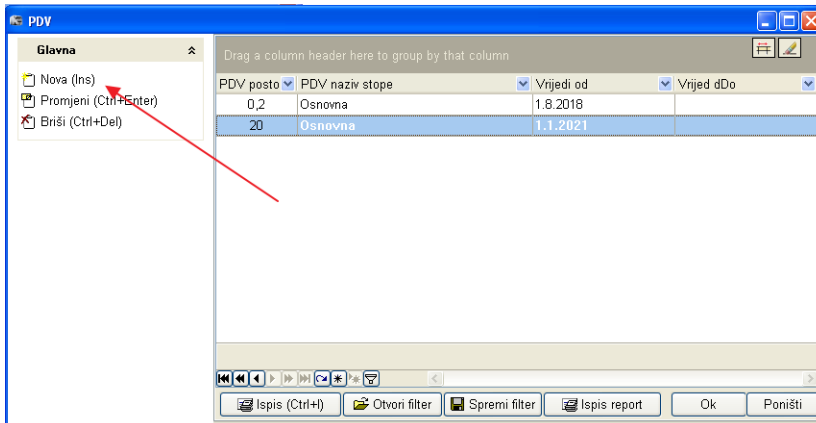 PDV
Glavna
Nova (Ins)
Promjeni (Ctrl+Enter)
Briši (Ctrl+Del)
Drag a column header here to group by that column
PDV posto PDV naziv stope Vrijedi od Vrijed dDo
0,2 Osnovna 1.8.2018
20 Osnovna 1.1.2021
Ispis (Ctrl+I) Otvori filter Spremi filter Ispis report Ok Poništi